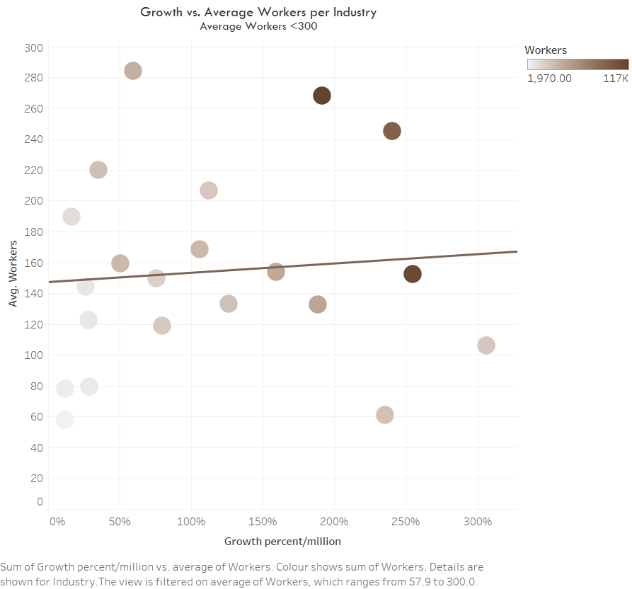 Growth vs. Average Workers per Industry
Average Workers <300
Workers
1,970.00 117K
300
280
260
240
220
200
180
160
140
120
100
80
60
40
20
0
Avg. Workers
0% 50% 100% 150% 200% 250% 300%
Growth percent/million
Sum of Growth percent/million vs. average of Workers. Colour shows sum of Workers. Details are
shown for Industry.The view is filtered on average of Workers, which ranges from 57.9 to 300.0.